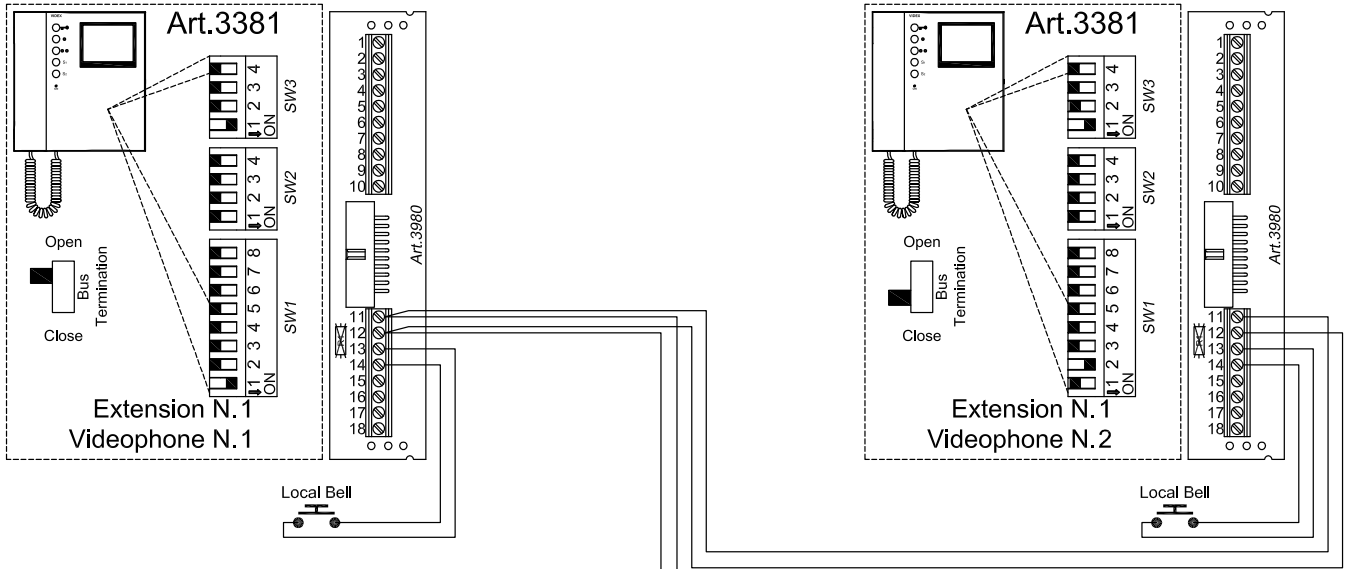 Art.3381
4
3
2
1
ON
SW3
4
3
2
1
ON
SW2
8
7
6
5
4
3
2
1
ON
SW1
Open
Bus
Termination
Close
Extension N.1
Videophone N.1
1
2
3
4
5
6
7
8
9
10
Art.3980
11
12
13
14
15
16
17
18
Local Bell
VIDEX
Art.3381
4
3
2
1
ON
SW3
4
3
2
1
ON
SW2
8
7
6
5
4
3
2
1
ON
SW1
Open
Bus
Termination
Close
Extension N.1
Videophone N.2
1
2
3
4
5
6
7
8
9
10
Art.3980
11
12
13
14
15
16
17
18
Local Bell